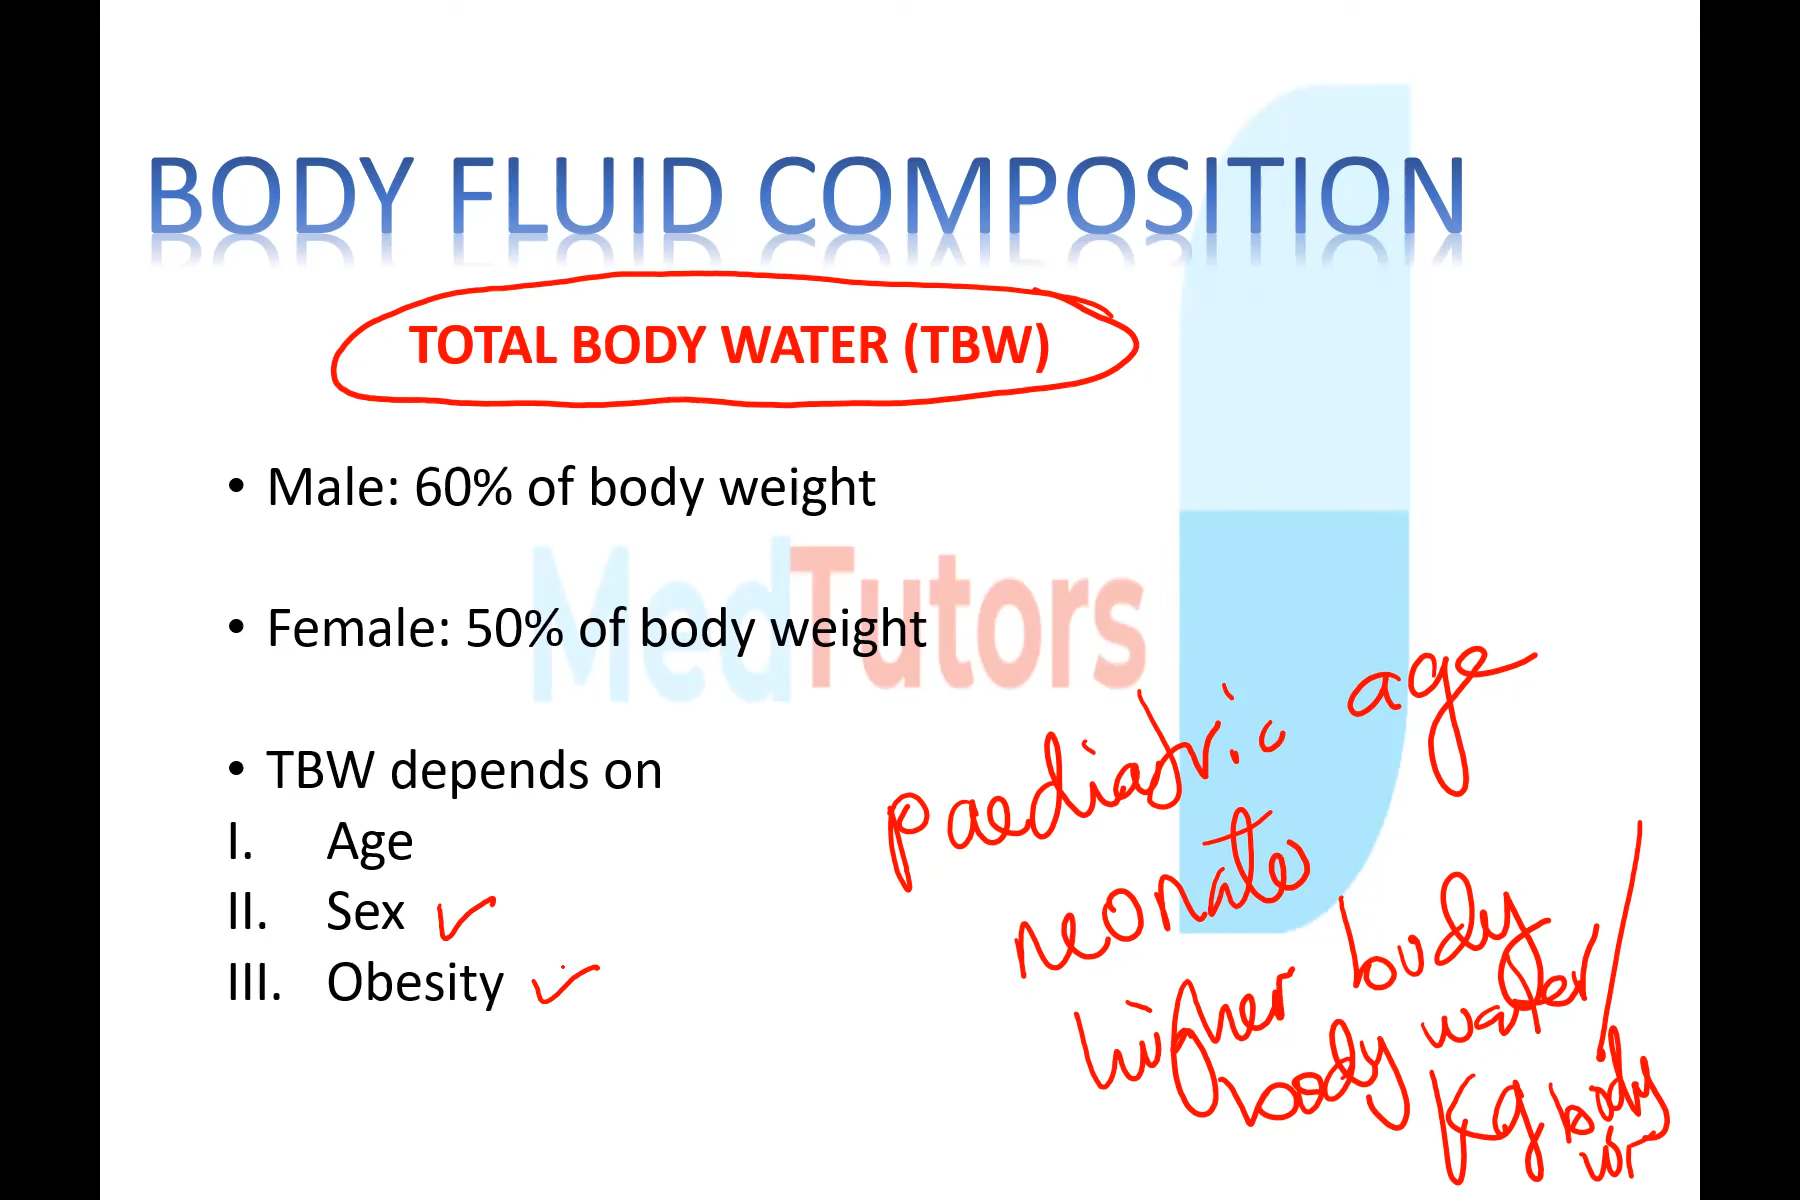 BODY FLUID COMPOSITION
TOTAL BODY WATER (TBW)
• Male: 60% of body weight
MedTutors
• Female: 50% of body weight
• TBW depends on
I. Age
II. Sex
III. Obesity
paediatric age
neonate
higher body
body water /
Kg body